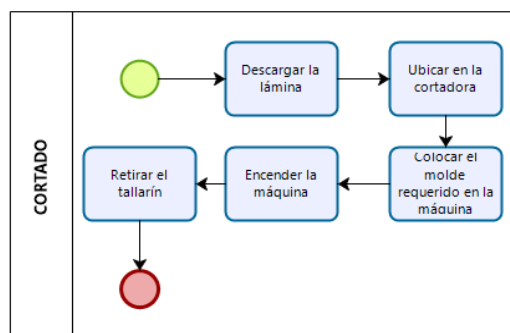 CORTADO
Descargar la
lámina
Ubicar en la
cortadora
Colocar el
molde
requerido en la
máquina
Encender la
máquina
Retirar el
tallarín